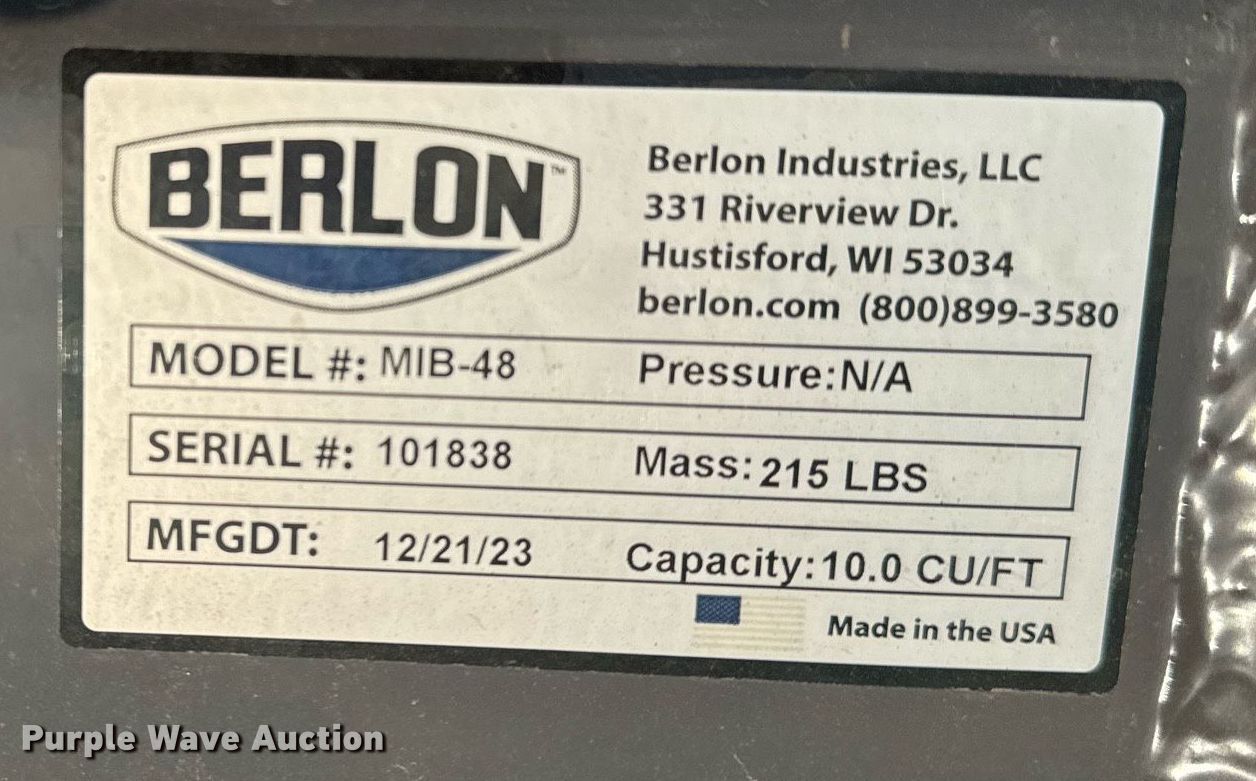 BERLON™
Berlon Industries, LLC
331 Riverview Dr.
Hustisford, WI 53034
berlon.com (800)899-3580
MODEL #: MIB-48 Pressure:N/A
SERIAL #: 101838 Mass:215 LBS
MFGDT: 12/21/23 Capacity:10.0 CU/FT
Made in the USA
Purple Wave Auction